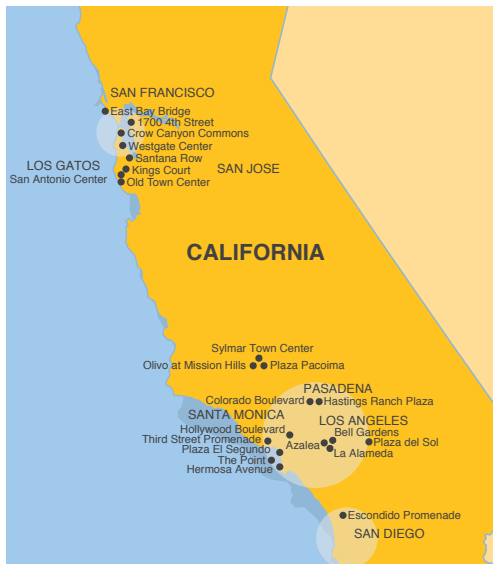 SAN FRANCISCO
East Bay Bridge
1700 4th Street
Crow Canyon Commons
Westgate Center
Santana Row
LOS GATOS
Kings Court
SAN JOSE
San Antonio Center
Old Town Center
CALIFORNIA
Sylmar Town Center
Olivo at Mission Hills
Plaza Pacoima
PASADENA
Colorado Boulevard
Hastings Ranch Plaza
SANTA MONICA
LOS ANGELES
Hollywood Boulevard
Bell Gardens
Third Street Promenade
Plaza del Sol
Azalea
Plaza El Segundo
La Alameda
The Point
Hermosa Avenue
Escondido Promenade
SAN DIEGO